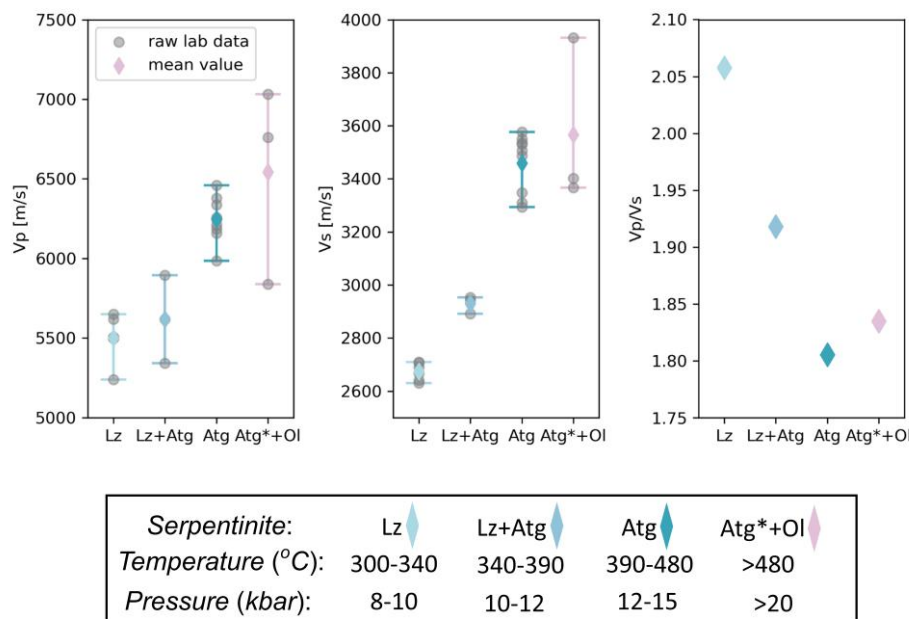 7500
7000
6500
6000
5500
5000
Vp [m/s]
raw lab data
mean value
Lz Lz+Atg Atg Atg*+Ol
4000
3800
3600
3400
3200
3000
2800
2600
Vs [m/s]
Lz Lz+Atg Atg Atg*+Ol
2.05
2.00
1.95
1.90
1.85
1.80
1.75
Vp/Vs
Lz Lz+Atg Atg Atg*+Ol
Serpentinite: Lz Lz+Atg Atg Atg*+Ol
Temperature (°C): 300-340 340-390 390-480 >480
Pressure (kbar): 8-10 10-12 12-15 >20